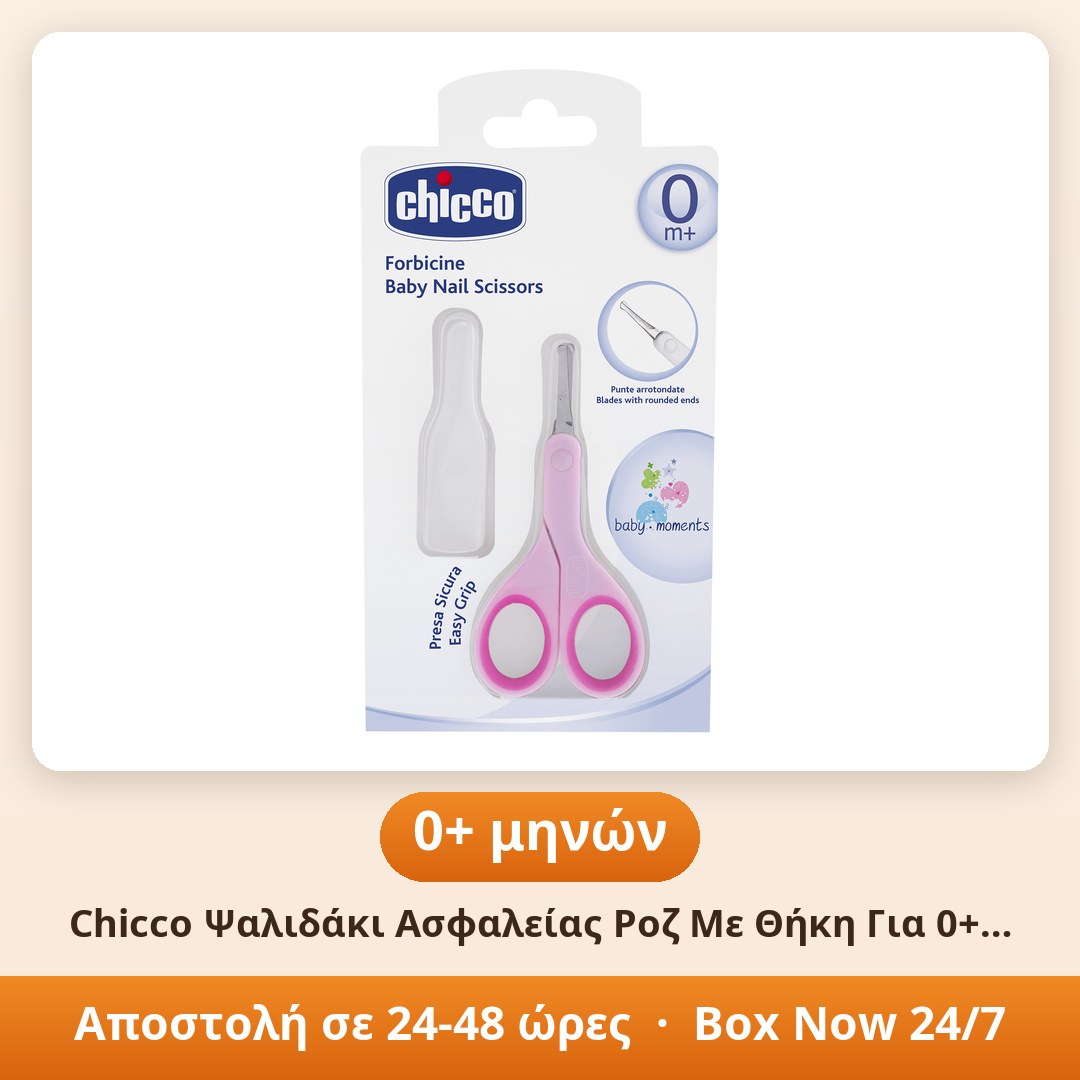 chicco
0
m+
Forbicine
Baby Nail Scissors
Punte arrotondate
Blades with rounded ends
baby moments
Presa Sicura
Easy Grip
0+ μηνών
Chicco Ψαλιδάκι Ασφαλείας Ροζ Με Θήκη Για 0+...
Αποστολή σε 24-48 ώρες · Box Now 24/7